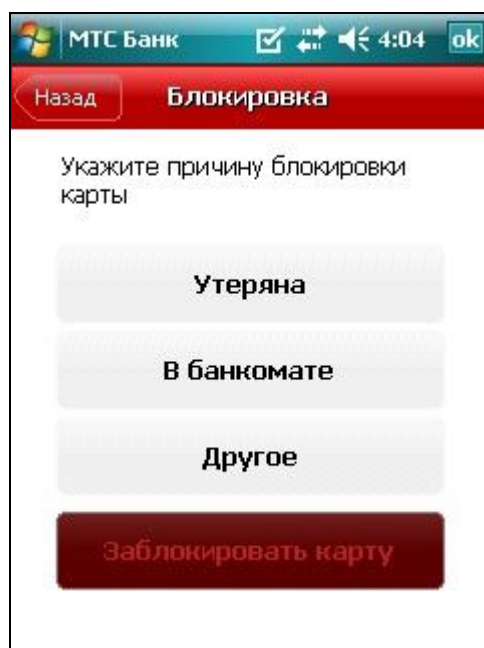 МТС Банк 4:04 ok
Назад Блокировка
Укажите причину блокировки
карты
Утеряна
В банкомате
Другое
Заблокировать карту